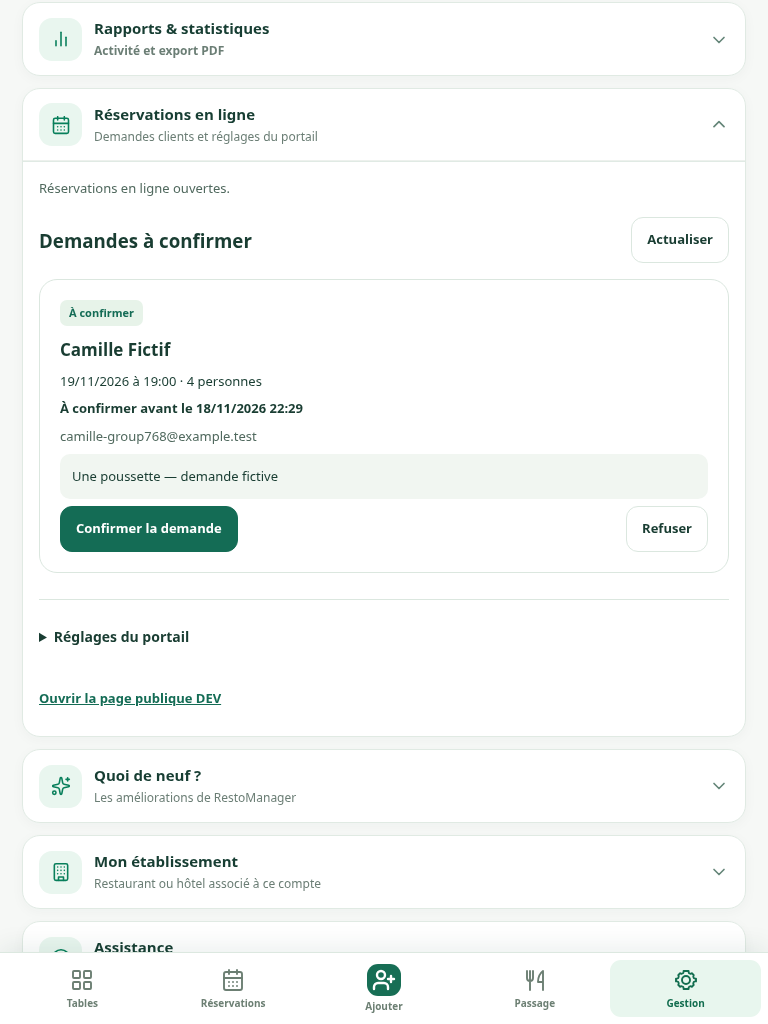 Rapports & statistiques
Activité et export PDF
Réservations en ligne
Demandes clients et réglages du portail
Réservations en ligne ouvertes.
Demandes à confirmer
Actualiser
À confirmer
Camille Fictif
19/11/2026 à 19:00 · 4 personnes
À confirmer avant le 18/11/2026 22:29
camille-group768@example.test
Une poussette — demande fictive
Confirmer la demande
Refuser
Réglages du portail
Ouvrir la page publique DEV
Quoi de neuf ?
Les améliorations de RestoManager
Mon établissement
Restaurant ou hôtel associé à ce compte
Assistance
Tables
Réservations
Ajouter
Passage
Gestion